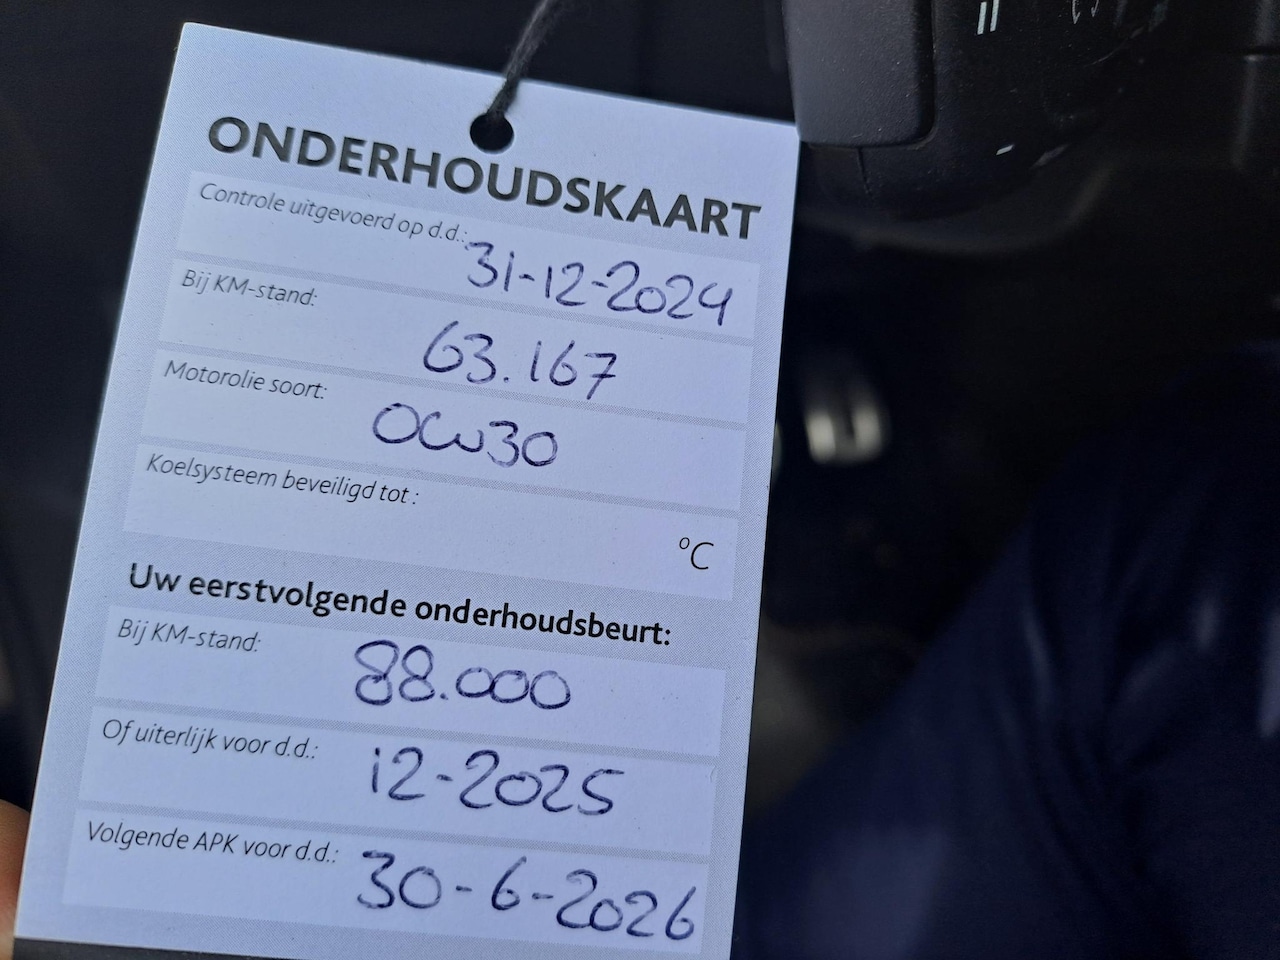 ONDERHOUDSKAART
Controle uitgevoerd op d.d.: 31-12-2024
Bij KM-stand: 63.167
Motorolie soort: 0w30
Koelsysteem beveiligd tot : °C
Uw eerstvolgende onderhoudsbeurt:
Bij KM-stand: 88.000
Of uiterlijk voor d.d.: 12-2025
Volgende APK voor d.d.: 30-6-2026